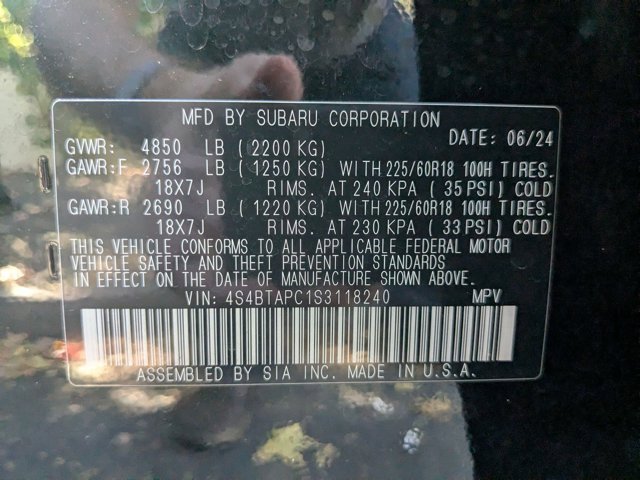 MFD BY SUBARU CORPORATION
DATE: 06/24
GVWR: 4850 LB (2200 KG)
GAWR:F 2756 LB (1250 KG) WITH 225/60R18 100H TIRES.
18X7J RIMS. AT 240 KPA (35 PSI) COLD
GAWR:R 2690 LB (1220 KG) WITH 225/60R18 100H TIRES.
18X7J RIMS. AT 230 KPA (33 PSI) COLD
THIS VEHICLE CONFORMS TO ALL APPLICABLE FEDERAL MOTOR
VEHICLE SAFETY AND THEFT PREVENTION STANDARDS
IN EFFECT ON THE DATE OF MANUFACTURE SHOWN ABOVE.
VIN: 4S4BTAPC1S3118240 MPV
ASSEMBLED BY SIA INC. MADE IN U.S.A.